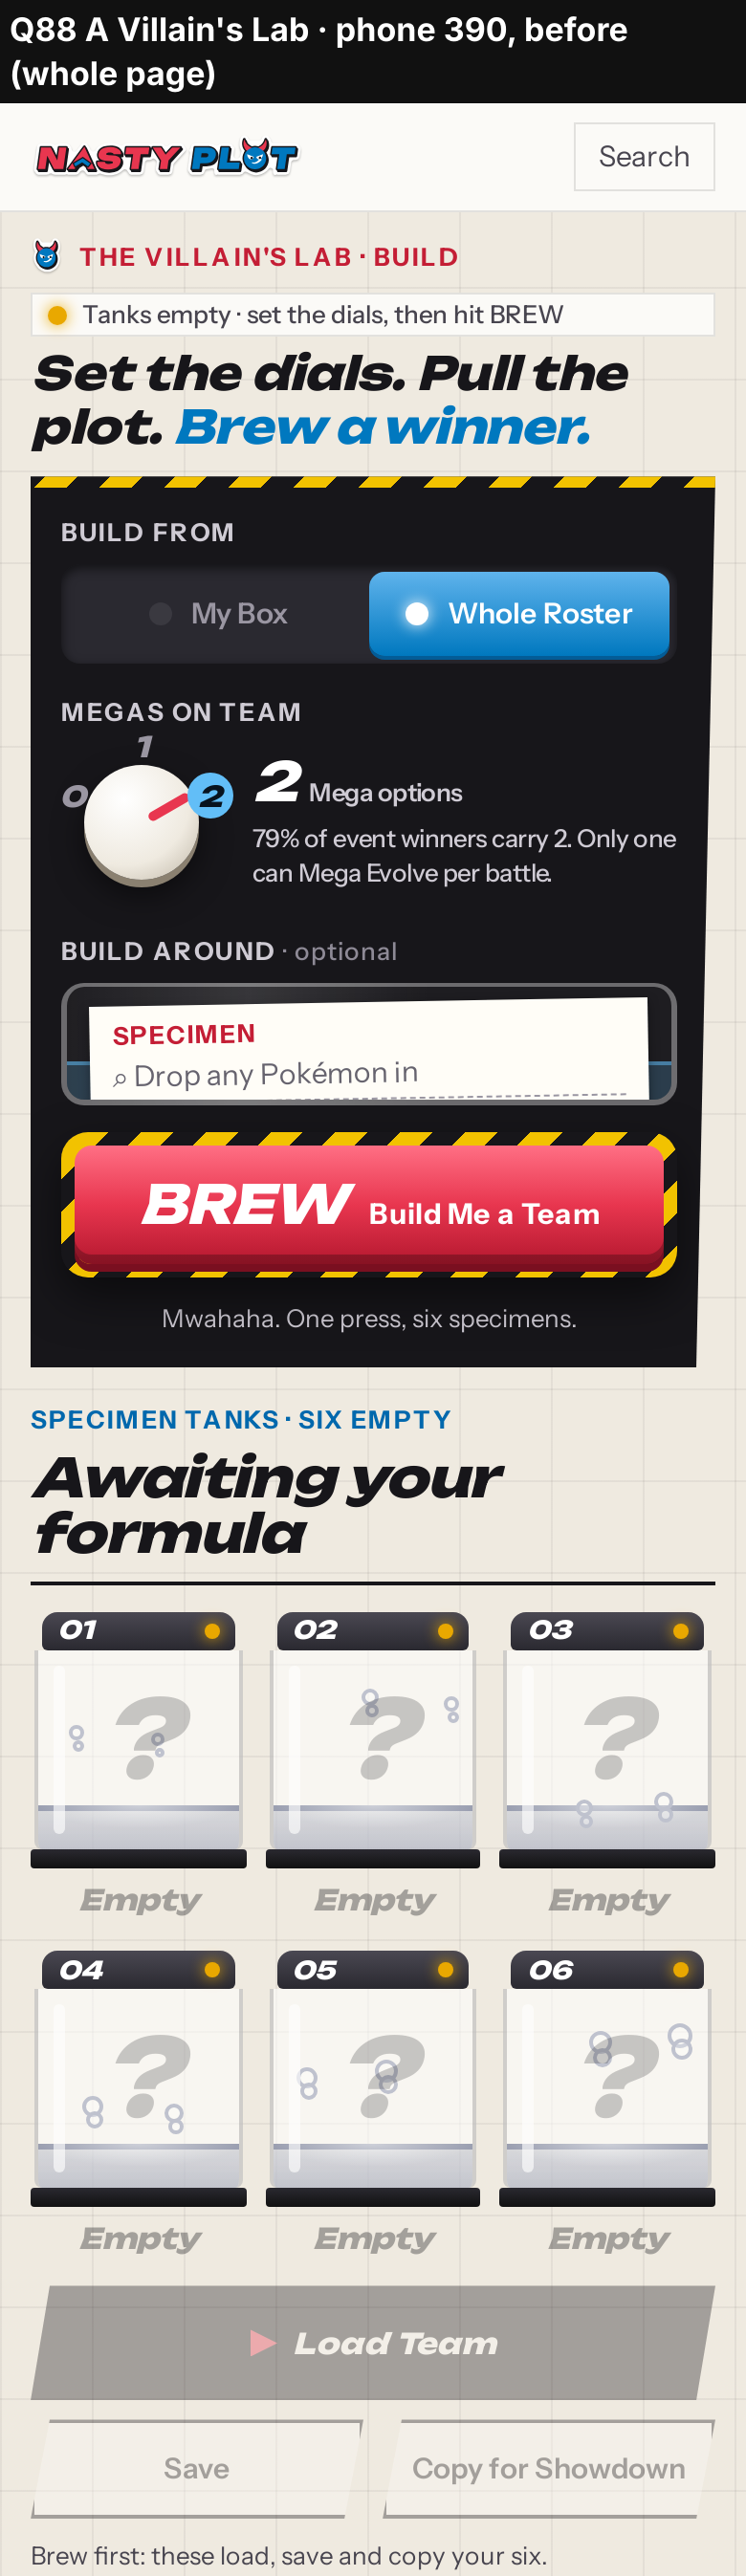 Q88 A Villain's Lab · phone 390, before
(whole page)
NASTY PLOT
Search
THE VILLAIN'S LAB · BUILD
Tanks empty · set the dials, then hit BREW
Set the dials. Pull the
plot. Brew a winner.
BUILD FROM
My Box
Whole Roster
MEGAS ON TEAM
0
1
2
2 Mega options
79% of event winners carry 2. Only one
can Mega Evolve per battle.
BUILD AROUND · optional
SPECIMEN
⌕ Drop any Pokémon in
BREW Build Me a Team
Mwahaha. One press, six specimens.
SPECIMEN TANKS · SIX EMPTY
Awaiting your
formula
01
02
03
?
?
?
Empty
Empty
Empty
04
05
06
?
?
?
Empty
Empty
Empty
▶ Load Team
Save
Copy for Showdown
Brew first: these load, save and copy your six.